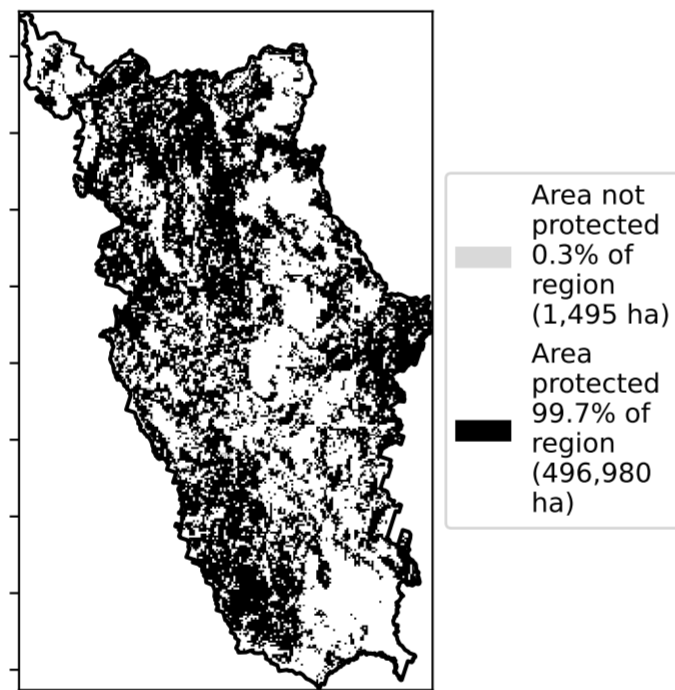 Area not
protected
0.3% of
region
(1,495 ha)
Area
protected
99.7% of
region
(496,980
ha)